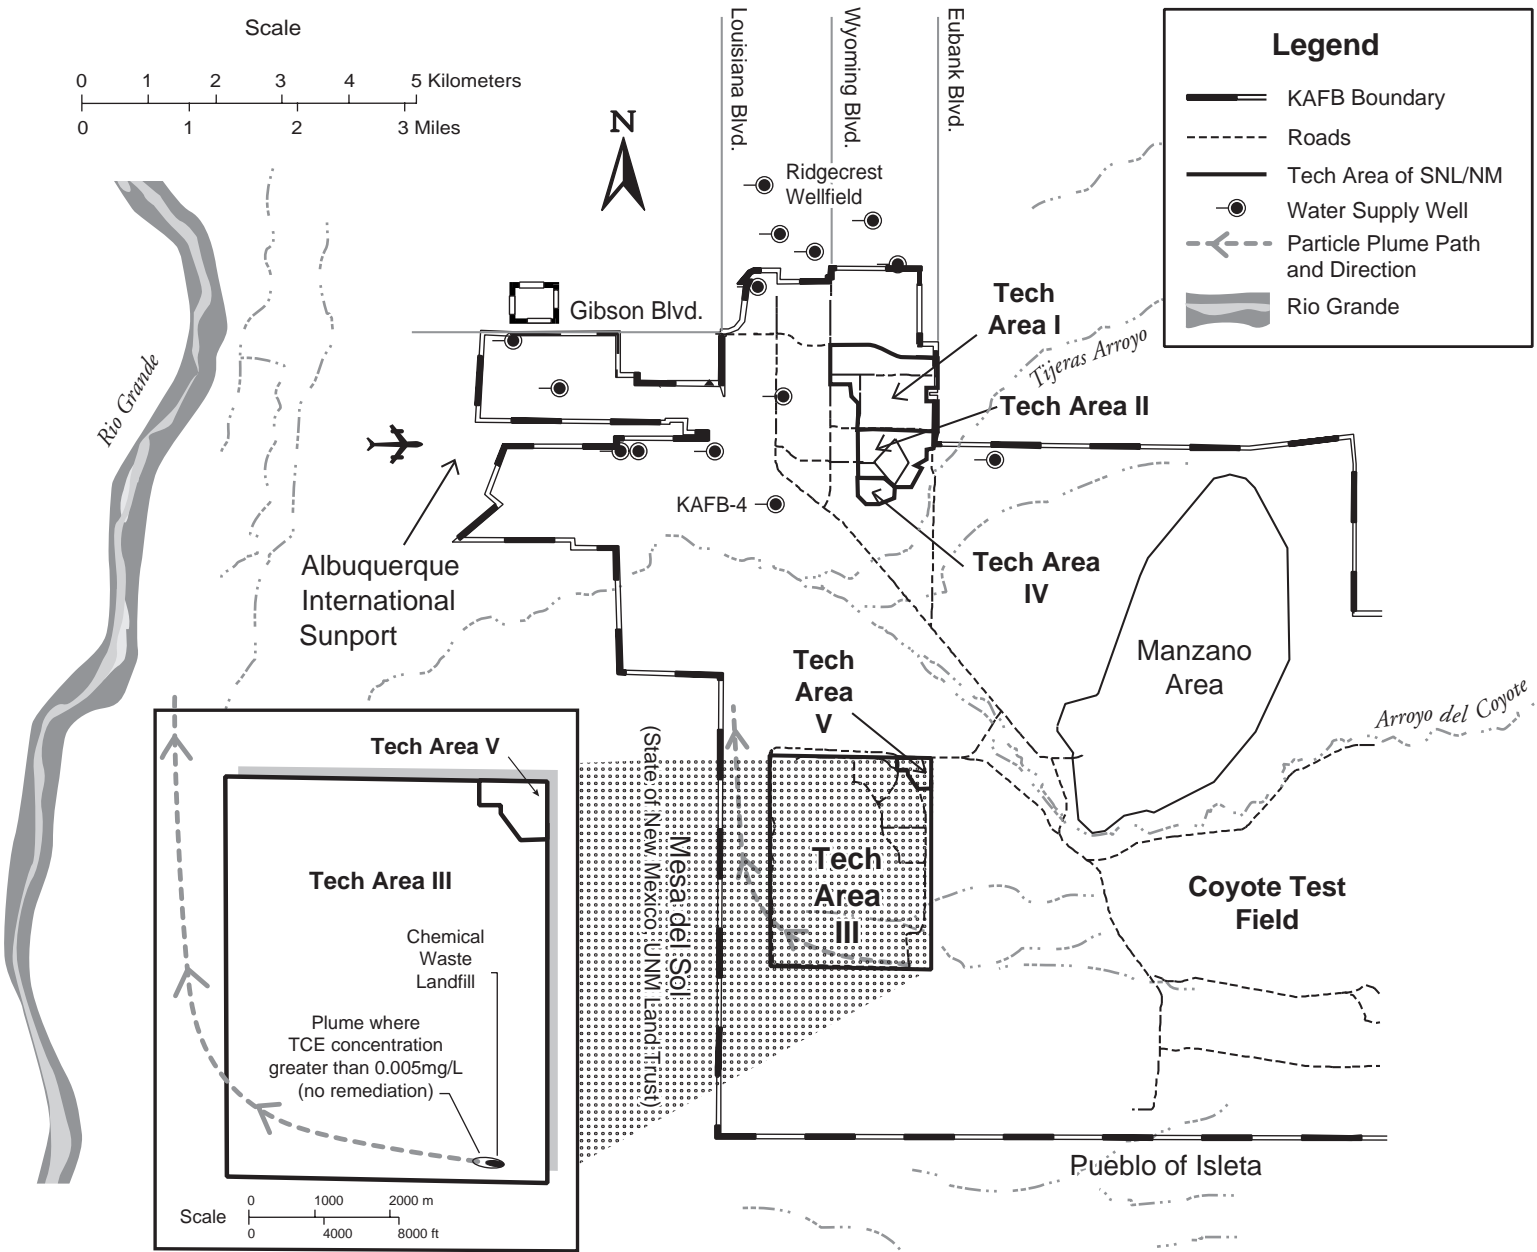 Scale
0 1 2 3 4 5 Kilometers
0 1 2 3 Miles
N
Louisiana Blvd.
Wyoming Blvd.
Eubank Blvd.
Legend
KAFB Boundary
Roads
Tech Area of SNL/NM
Water Supply Well
Particle Plume Path
and Direction
Rio Grande
Ridgecrest
Wellfield
Gibson Blvd.
Tech
Area I
Tijeras Arroyo
Tech Area II
Rio Grande
KAFB-4
Albuquerque
International
Sunport
Tech Area
IV
Manzano
Area
Tech
Area
V
Arroyo del Coyote
Tech Area V
Tech Area III
Chemical
Waste
Landfill
Plume where
TCE concentration
greater than 0.005mg/L
(no remediation)
Scale
0 1000 2000 m
0 4000 8000 ft
Mesa del Sol
(State of New Mexico: UNM Land Trust)
Tech
Area
III
Coyote Test
Field
Pueblo of Isleta